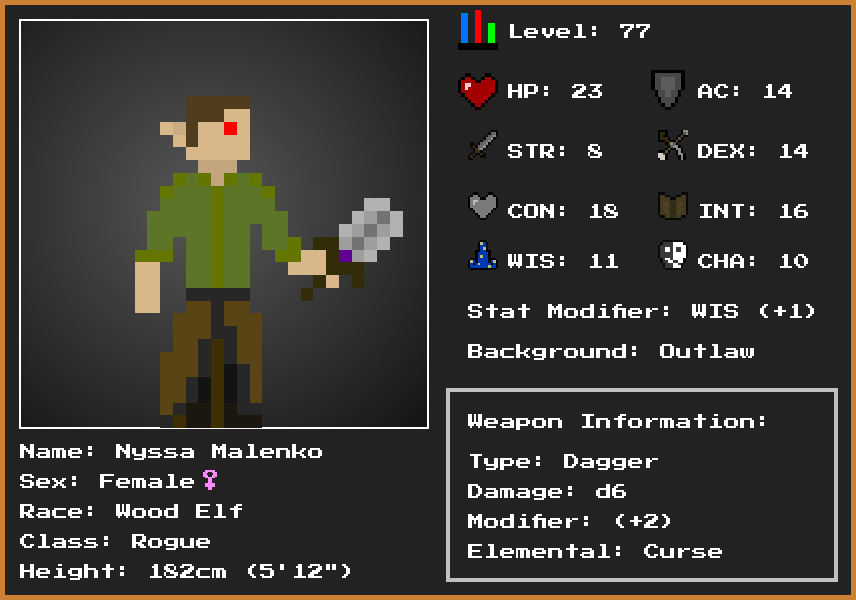 Level: 77
HP: 23 AC: 14
STR: 8 DEX: 14
CON: 18 INT: 16
WIS: 11 CHA: 10
Stat Modifier: WIS (+1)
Background: Outlaw
Weapon Information:
Type: Dagger
Damage: d6
Modifier: (+2)
Elemental: Curse
Name: Nyssa Malenko
Sex: Female♀
Race: Wood Elf
Class: Rogue
Height: 182cm (5'12")